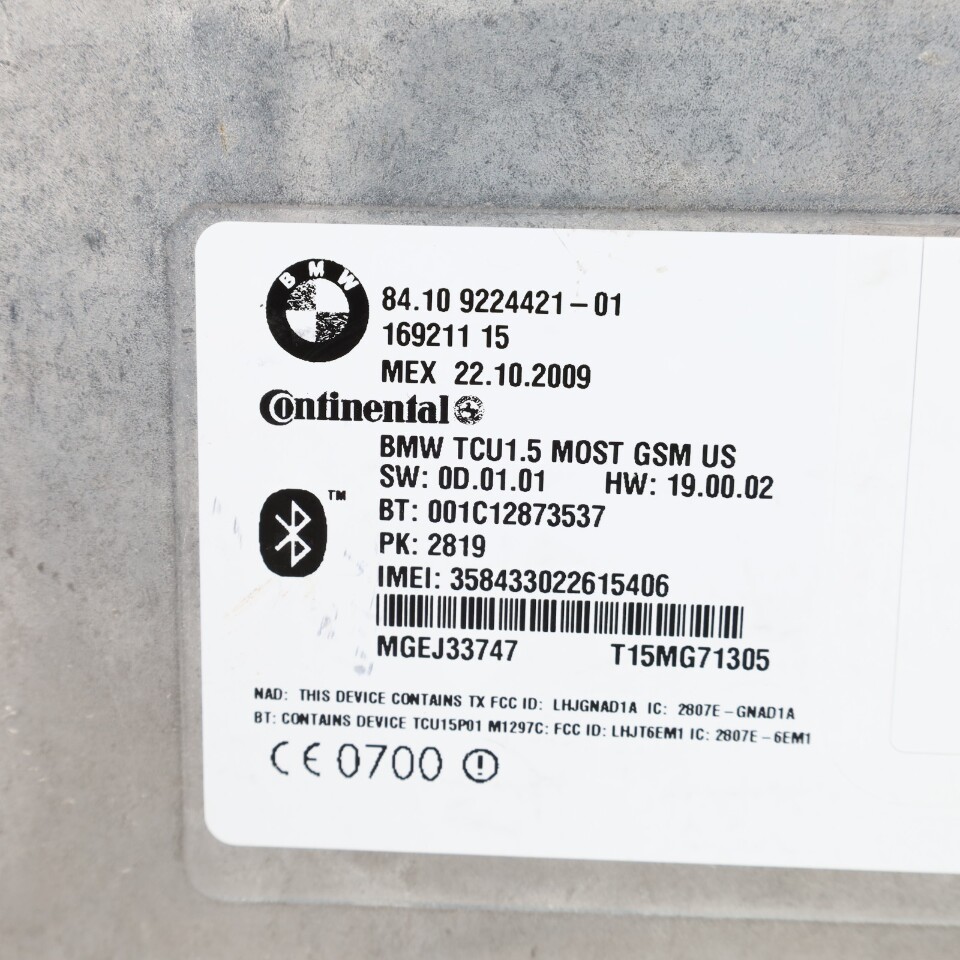 BMW
84.10 9224421-01
169211 15
MEX 22.10.2009
Continental
BMW TCU1.5 MOST GSM US
SW: 0D.01.01 HW: 19.00.02
TM
BT: 001C12873537
PK: 2819
IMEI: 358433022615406
MGEJ33747 T15MG71305
NAD: THIS DEVICE CONTAINS TX FCC ID: LHJGNAD1A IC: 2807E-GNAD1A
BT: CONTAINS DEVICE TCU15P01 M1297C: FCC ID: LHJT6EM1 IC: 2807E-6EM1
CE 0700 !